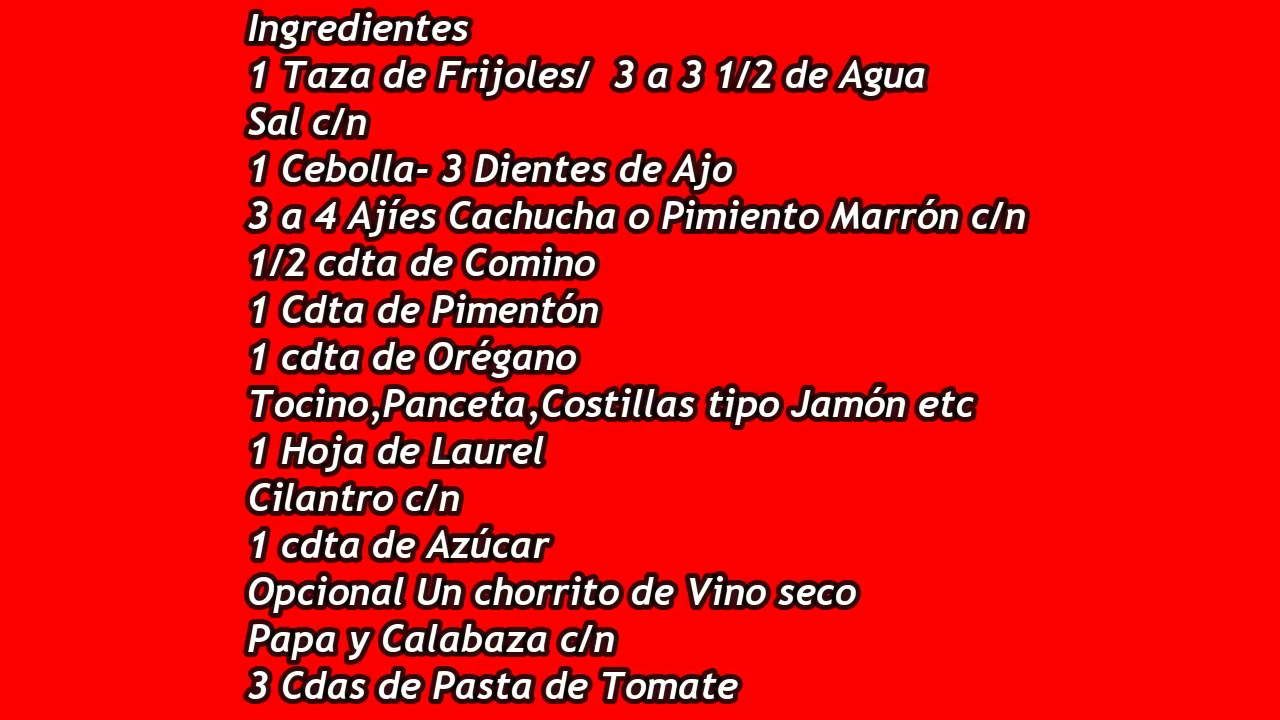 Ingredientes
1 Taza de Frijoles/  3 a 3 1/2 de Agua
Sal c/n
1 Cebolla- 3 Dientes de Ajo
3 a 4 Ajíes Cachucha o Pimiento Marrón c/n
1/2 cdta de Comino
1 Cdta de Pimentón
1 cdta de Orégano
Tocino,Panceta,Costillas tipo Jamón etc
1 Hoja de Laurel
Cilantro c/n
1 cdta de Azúcar
Opcional Un chorrito de Vino seco
Papa y Calabaza c/n
3 Cdas de Pasta de Tomate